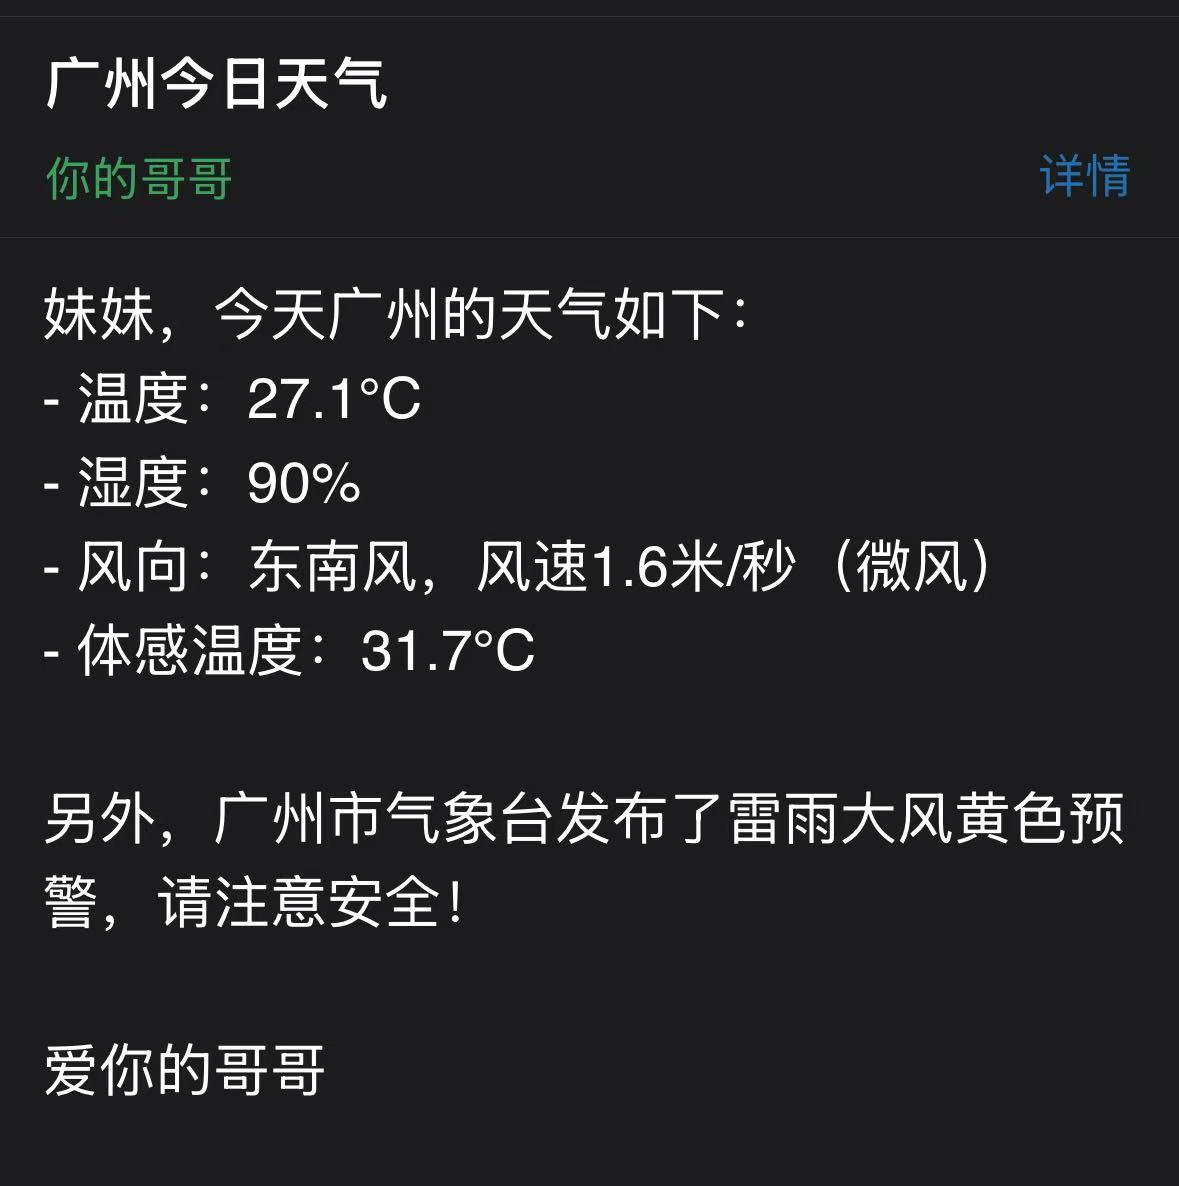 广州今日天气
你的哥哥
详情
妹妹，今天广州的天气如下：
- 温度：27.1°C
- 湿度：90%
- 风向：东南风，风速1.6米/秒（微风）
- 体感温度：31.7°C
另外，广州市气象台发布了雷雨大风黄色预
警，请注意安全！
爱你的哥哥